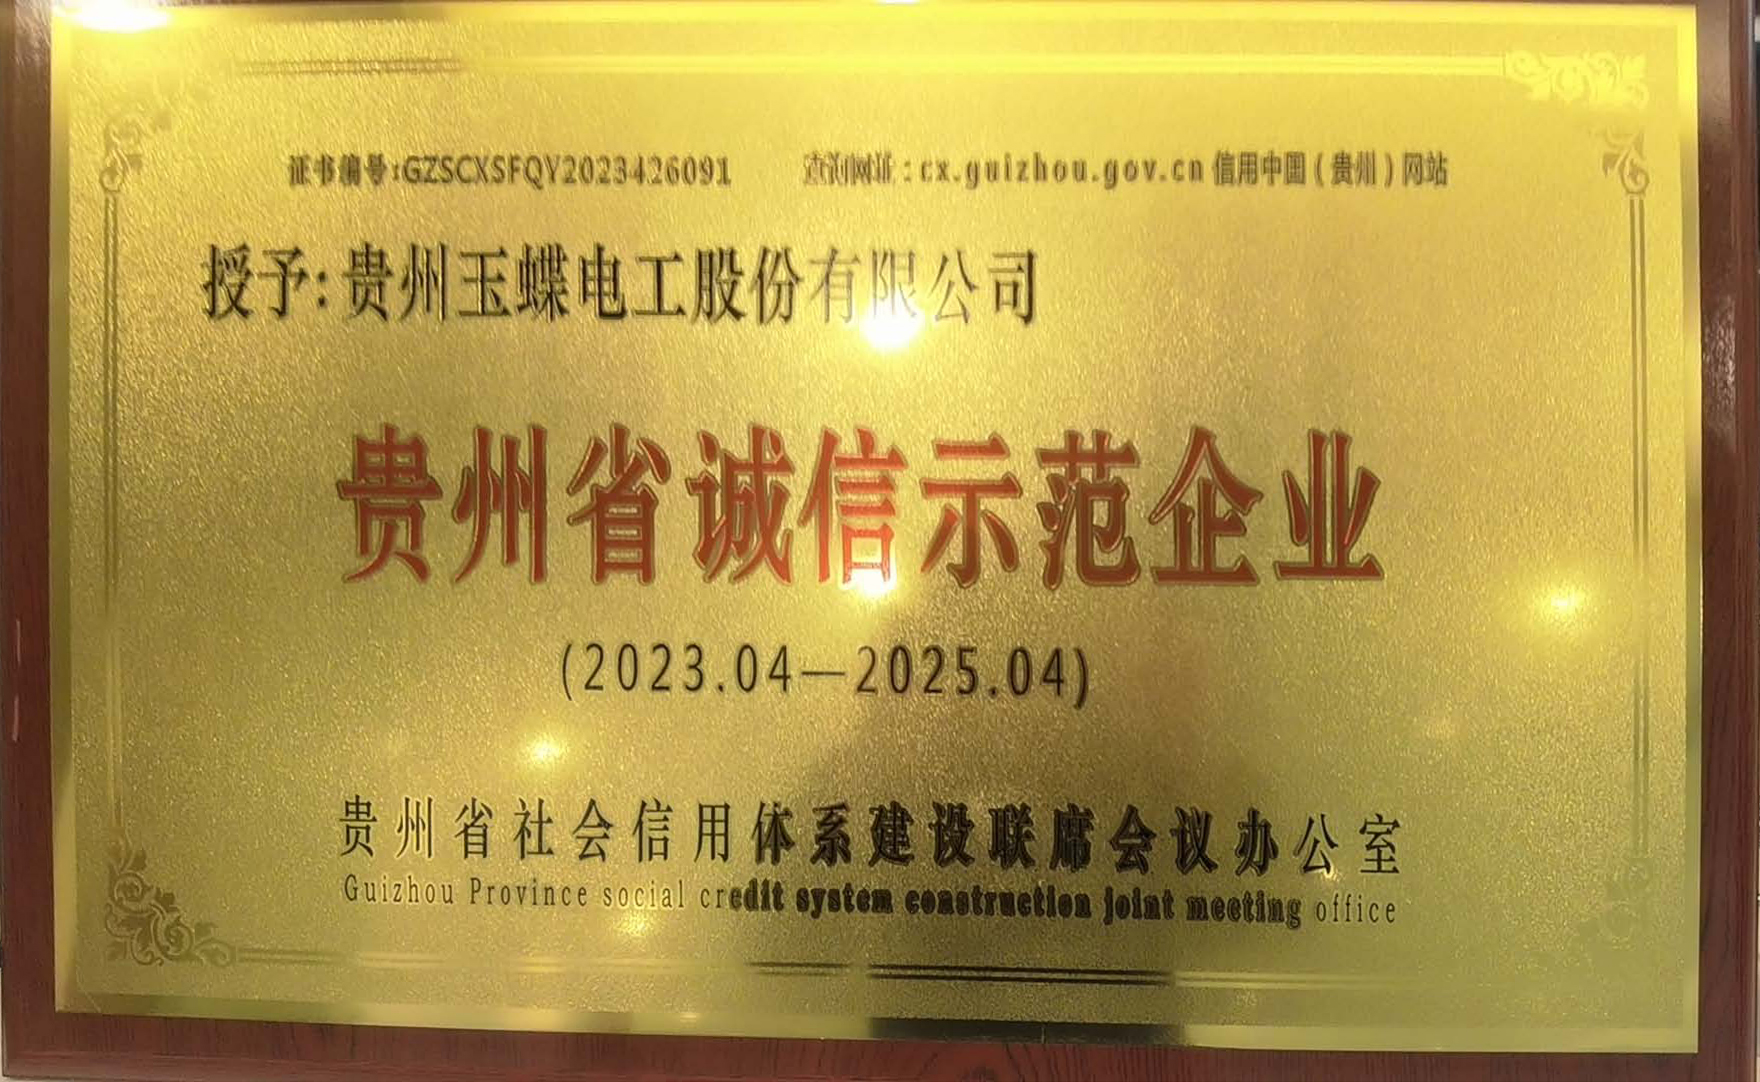 证书编号:GZSCXSFQY2023426091 查询网址:cx.guizhou.gov.cn 信用中国(贵州)网站
授予:贵州玉蝶电工股份有限公司
贵州省诚信示范企业
(2023.04—2025.04)
贵州省社会信用体系建设联席会议办公室
Guizhou Province social credit system construction joint meeting office